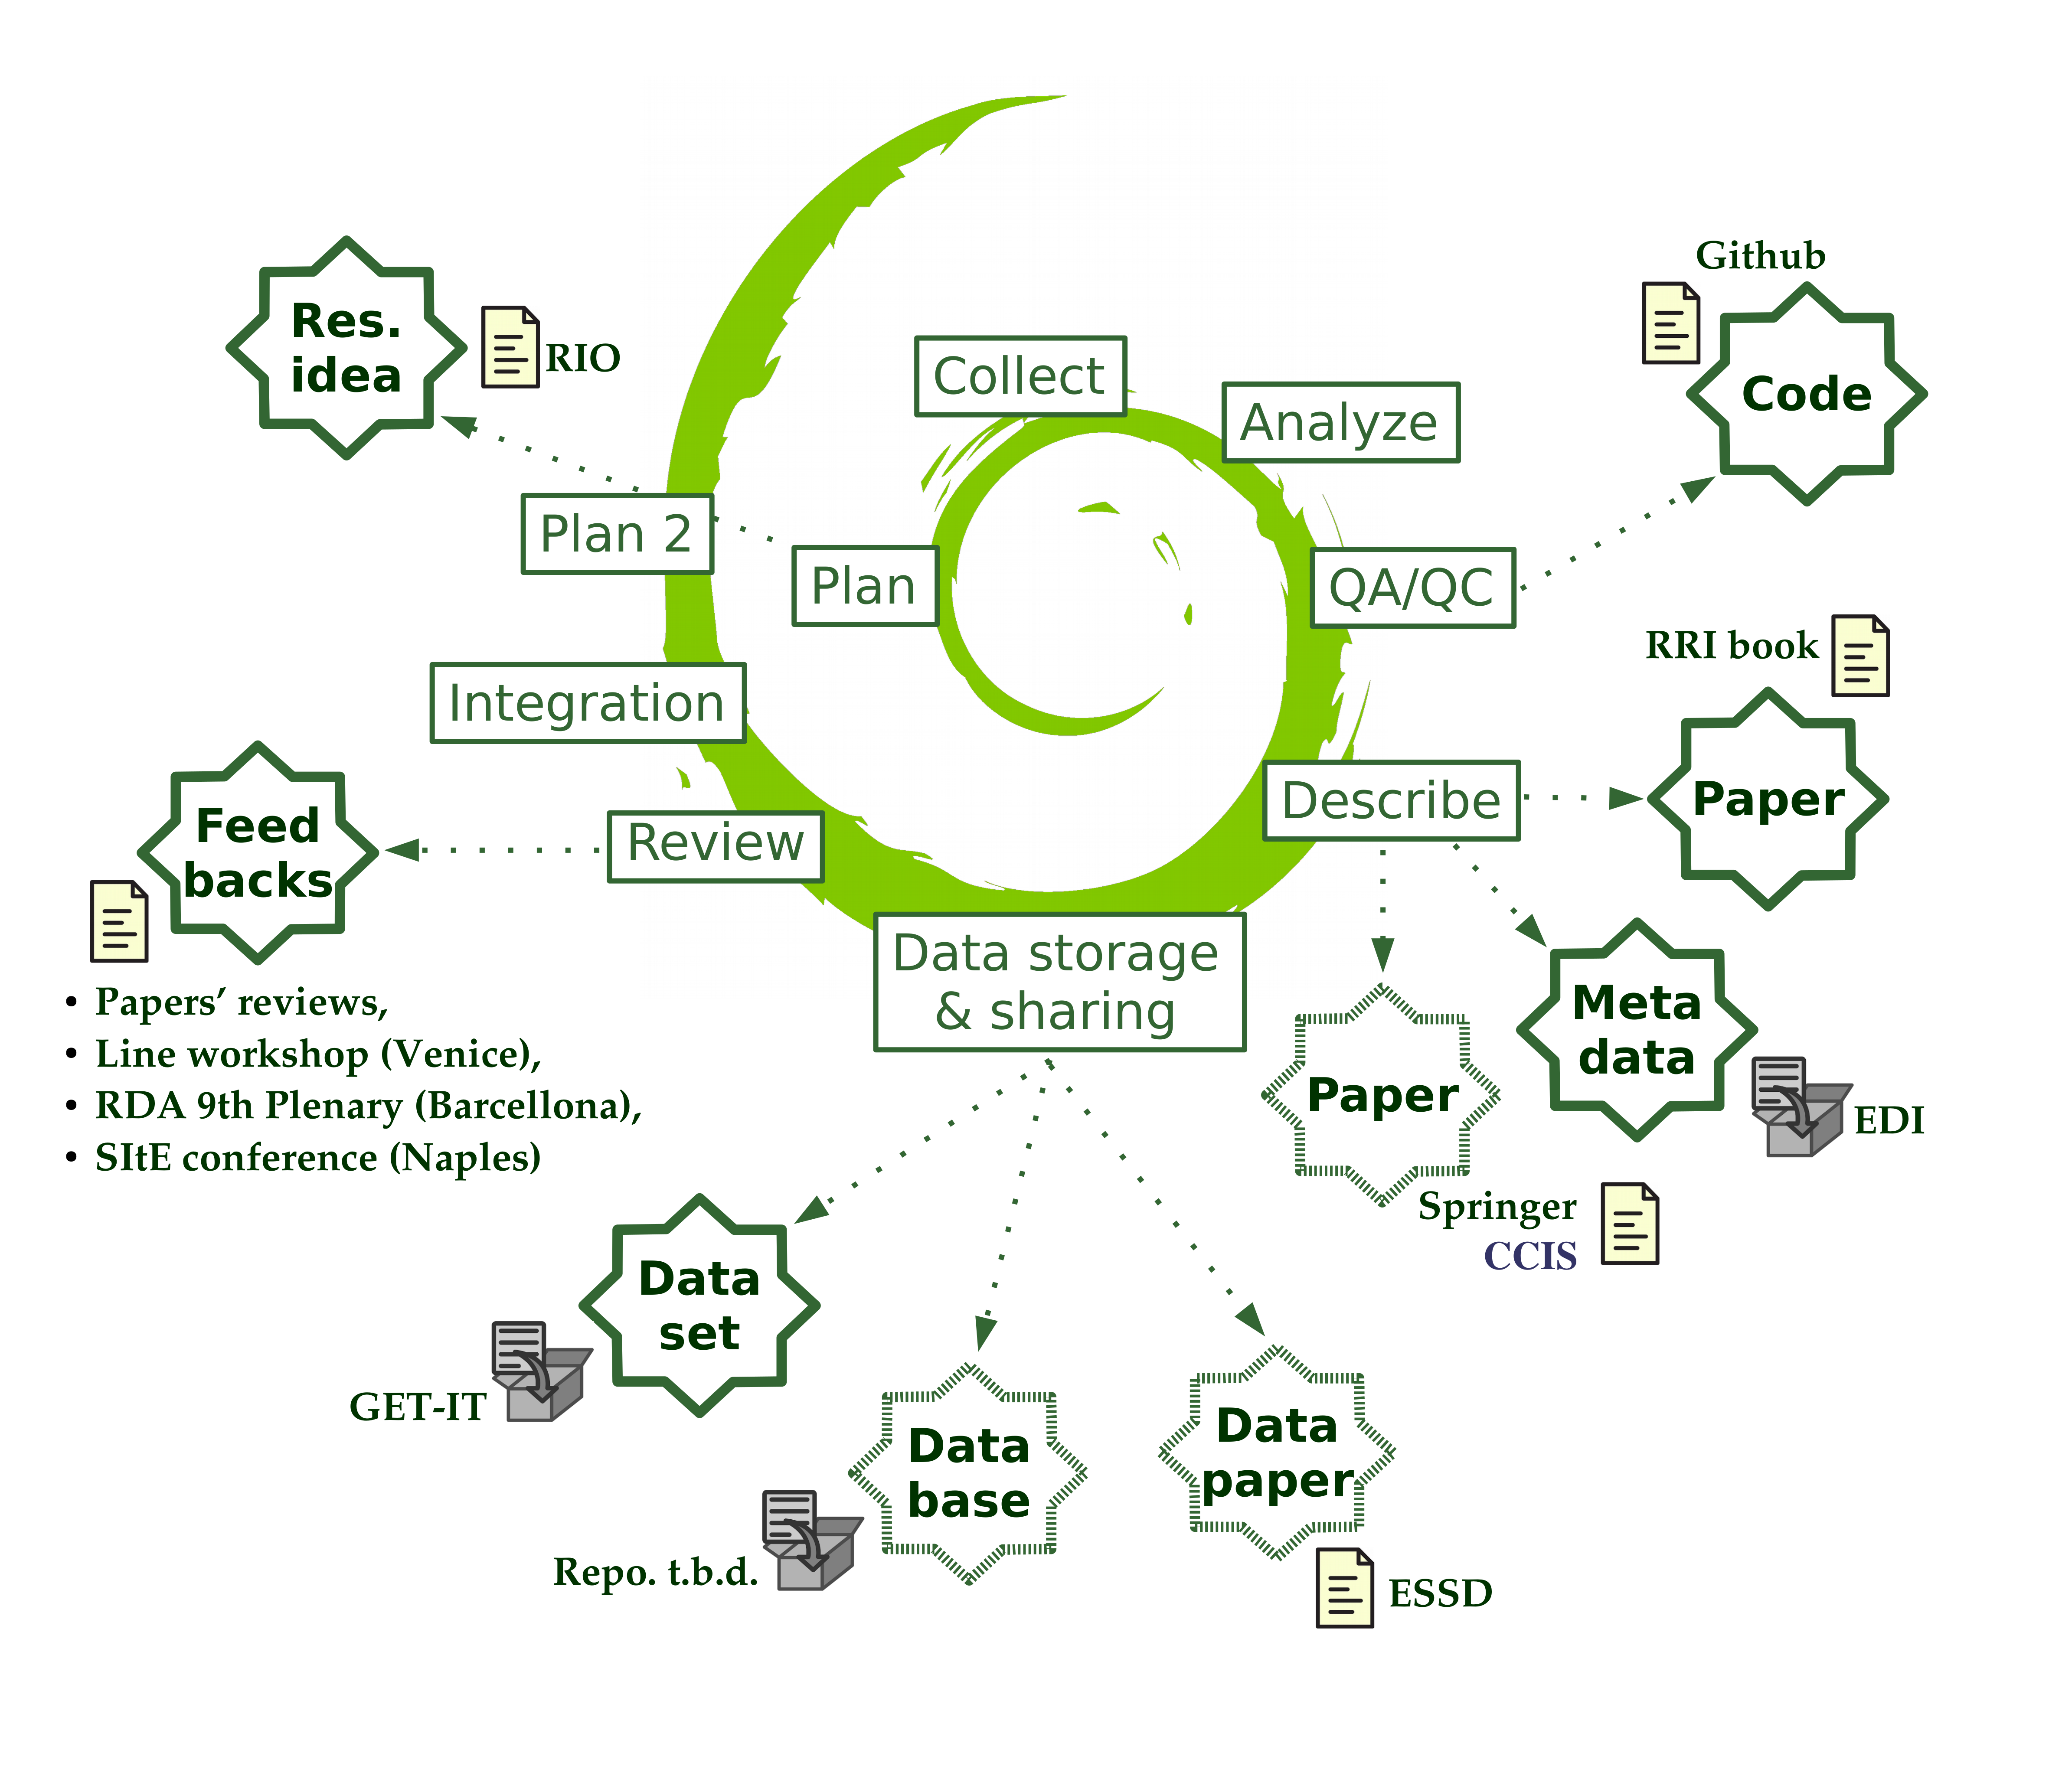 Github
Res.
idea
RIO
Collect
Analyze
Code
Plan 2
Plan
QA/QC
RRI book
Integration
Describe
Paper
Feed
backs
Review
Data storage
& sharing
Meta
data
EDI
• Papers’ reviews,
• Line workshop (Venice),
• RDA 9th Plenary (Barcellona),
• SItE conference (Naples)
Paper
Springer
CCIS
Data
set
GET-IT
Data
base
Repo. t.b.d.
Data
paper
ESSD